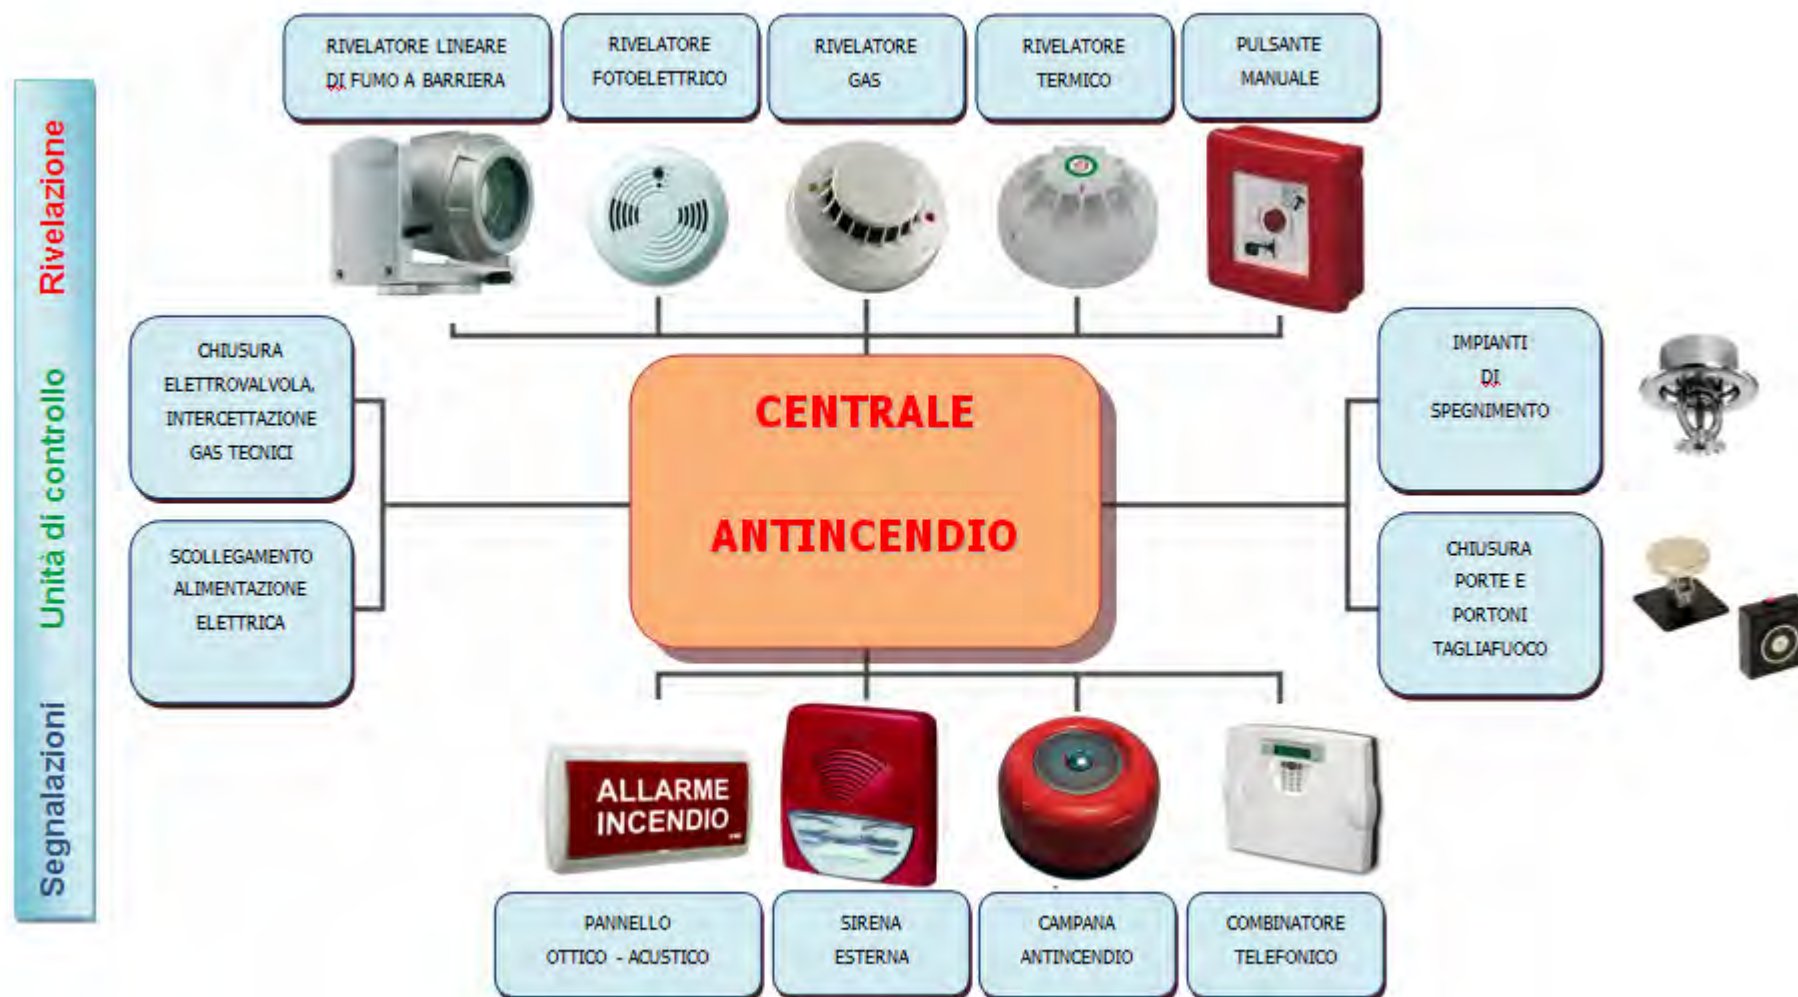 RIVELATORE LINEARE
DI FUMO A BARRIERA
RIVELATORE
FOTOELETTRICO
RIVELATORE
GAS
RIVELATORE
TERMICO
PULSANTE
MANUALE
Rivelazione
Unità di controllo
Segnalazioni
CHIUSURA
ELETTROVALVOLA,
INTERCETTAZIONE
GAS TECNICI
SCOLLEGAMENTO
ALIMENTAZIONE
ELETTRICA
CENTRALE
ANTINCENDIO
IMPIANTI
DI
SPEGNIMENTO
CHIUSURA
PORTE E
PORTONI
TAGLIAFUOCO
ALLARME
INCENDIO
PANNELLO
OTTICO - ACUSTICO
SIRENA
ESTERNA
CAMPANA
ANTINCENDIO
COMBINATORE
TELEFONICO